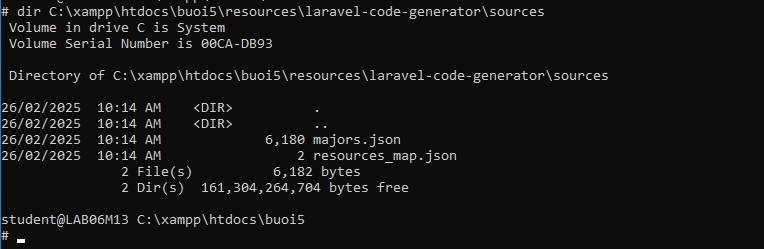 # dir C:\xampp\htdocs\buoi5\resources\laravel-code-generator\sources
Volume in drive C is System
Volume Serial Number is 00CA-DB93
Directory of C:\xampp\htdocs\buoi5\resources\laravel-code-generator\sources
26/02/2025  10:14 AM    <DIR>          .
26/02/2025  10:14 AM    <DIR>          ..
26/02/2025  10:14 AM             6,180 majors.json
26/02/2025  10:14 AM                 2 resources_map.json
2 File(s)          6,182 bytes
2 Dir(s)  161,304,264,704 bytes free
student@LAB06M13 C:\xampp\htdocs\buoi5
#